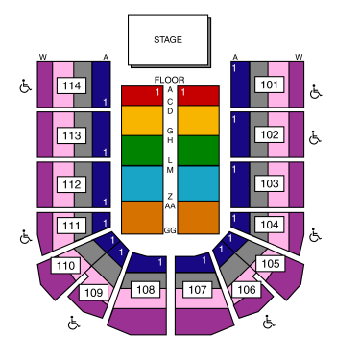 STAGE
FLOOR
W A
A W
1 1
A
C
D
G
H
L
M
Z
AA
GG
114 1
1 101
113 1
1 102
112 1
1 103
111 1
1 104
110 1
1 105
109 1
1 106
108 1
1 107